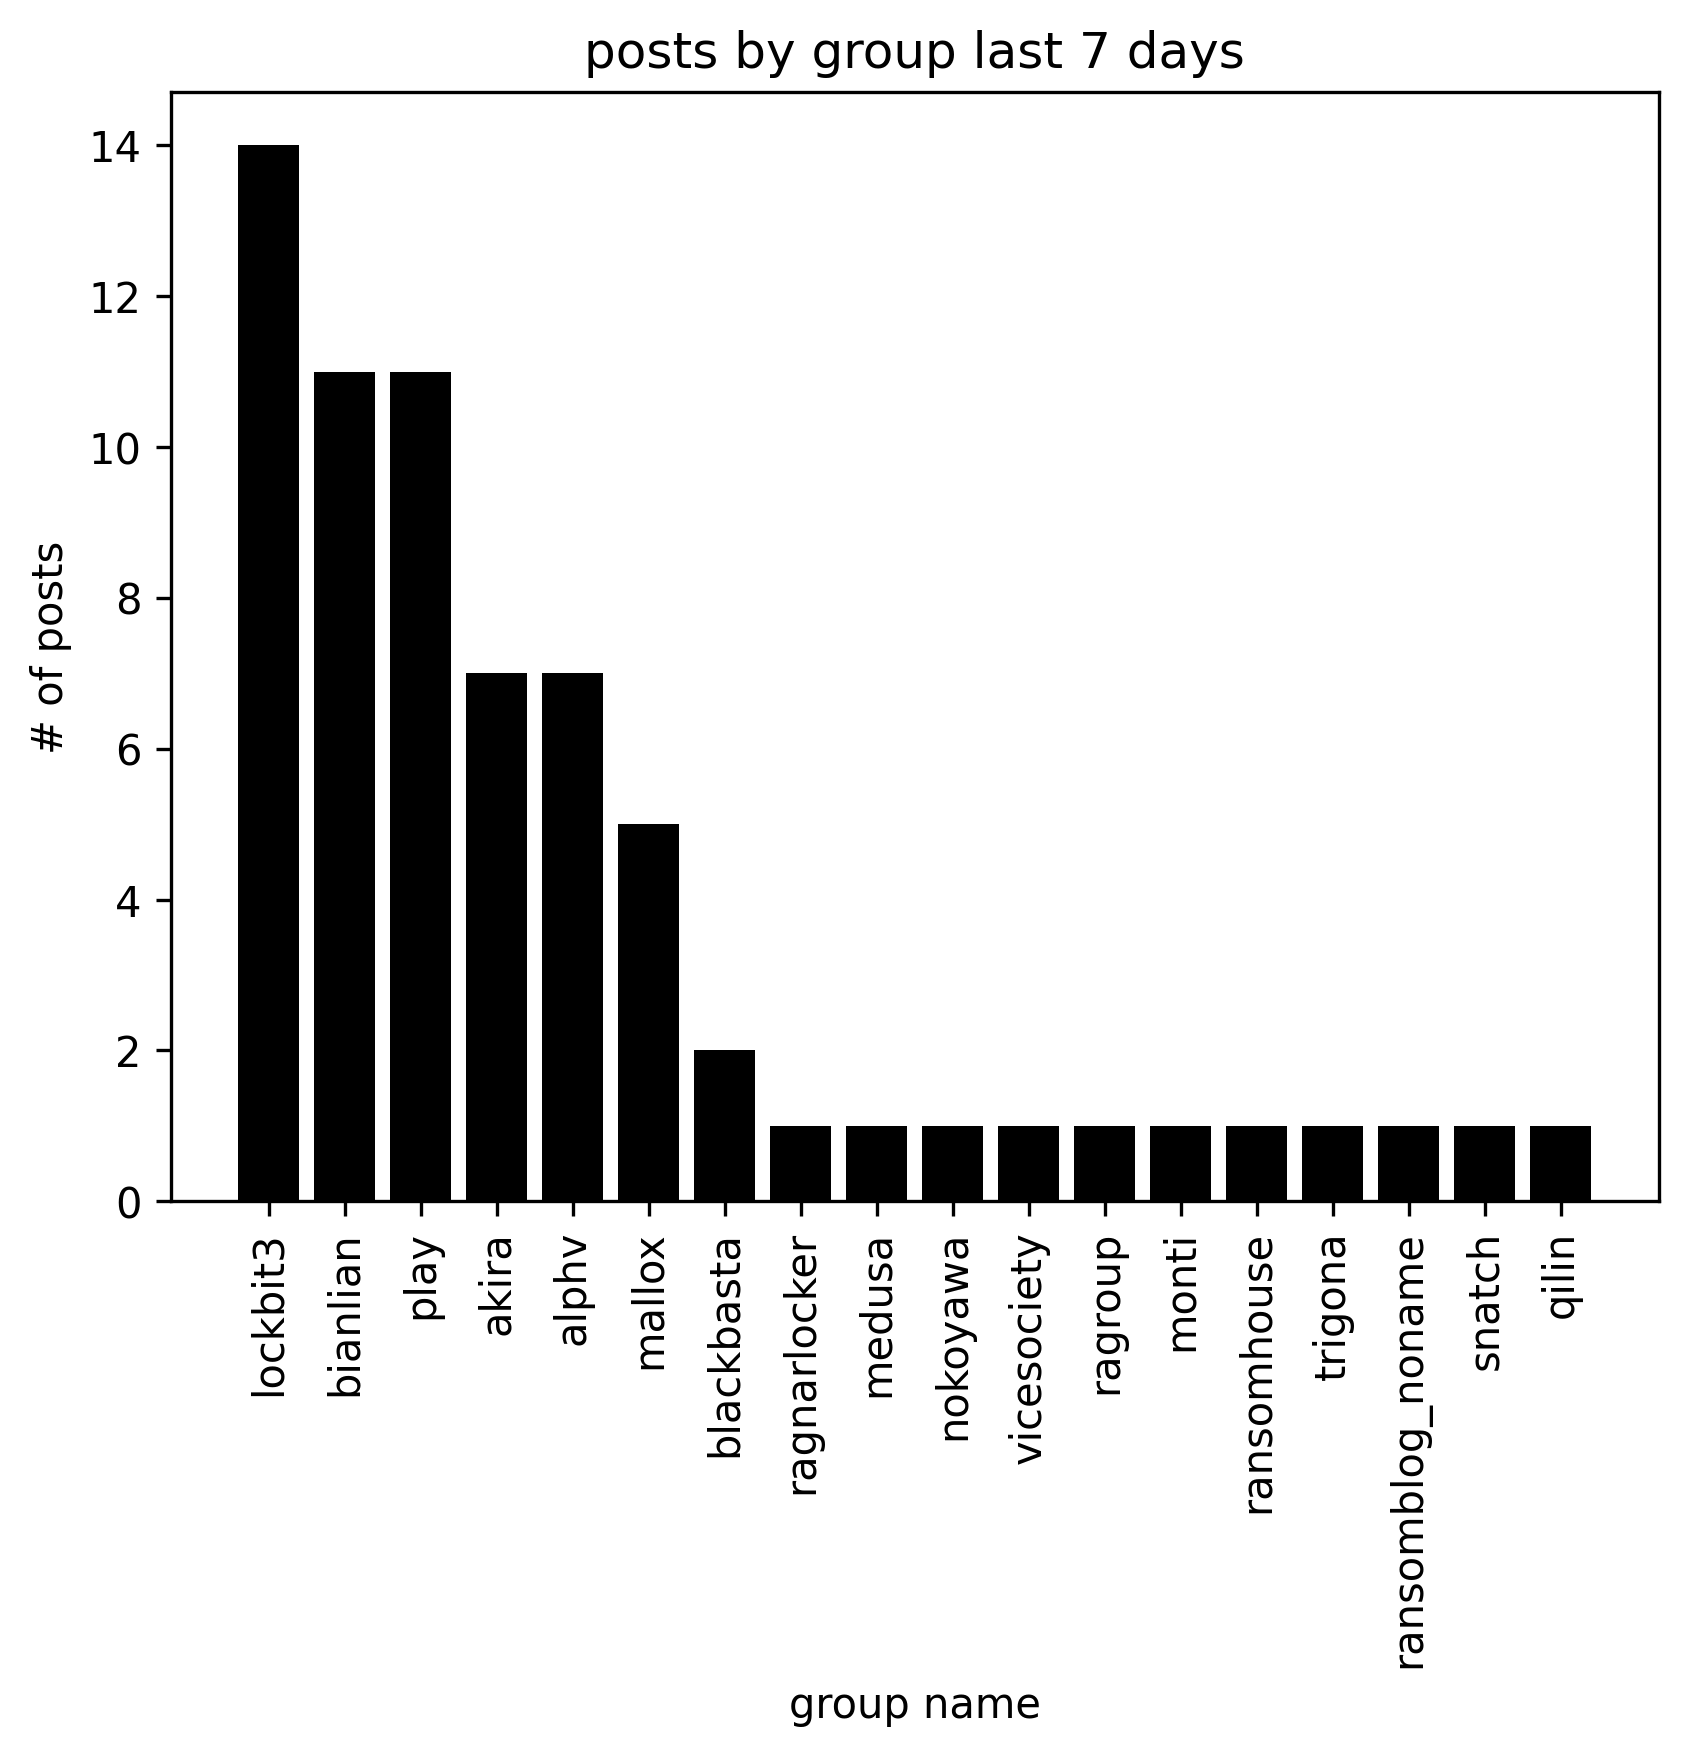 posts by group last 7 days
14
12
10
8
6
4
2
0
# of posts
lockbit3
bianlian
play
akira
alphv
mallox
blackbasta
ragnarlocker
medusa
nokoyawa
vicesociety
ragroup
monti
ransomhouse
trigona
ransomblog_noname
snatch
qilin
group name